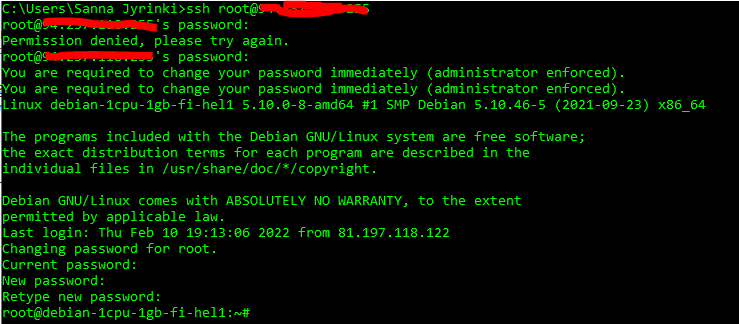 C:\Users\Sanna Jyrinki>ssh root@
root@'s password:
Permission denied, please try again.
root@'s password:
You are required to change your password immediately (administrator enforced).
You are required to change your password immediately (administrator enforced).
Linux debian-1cpu-1gb-fi-hel1 5.10.0-8-amd64 #1 SMP Debian 5.10.46-5 (2021-09-23) x86_64
The programs included with the Debian GNU/Linux system are free software;
the exact distribution terms for each program are described in the
individual files in /usr/share/doc/*/copyright.
Debian GNU/Linux comes with ABSOLUTELY NO WARRANTY, to the extent
permitted by applicable law.
Last login: Thu Feb 10 19:13:06 2022 from 81.197.118.122
Changing password for root.
Current password:
New password:
Retype new password:
root@debian-1cpu-1gb-fi-hel1:~#